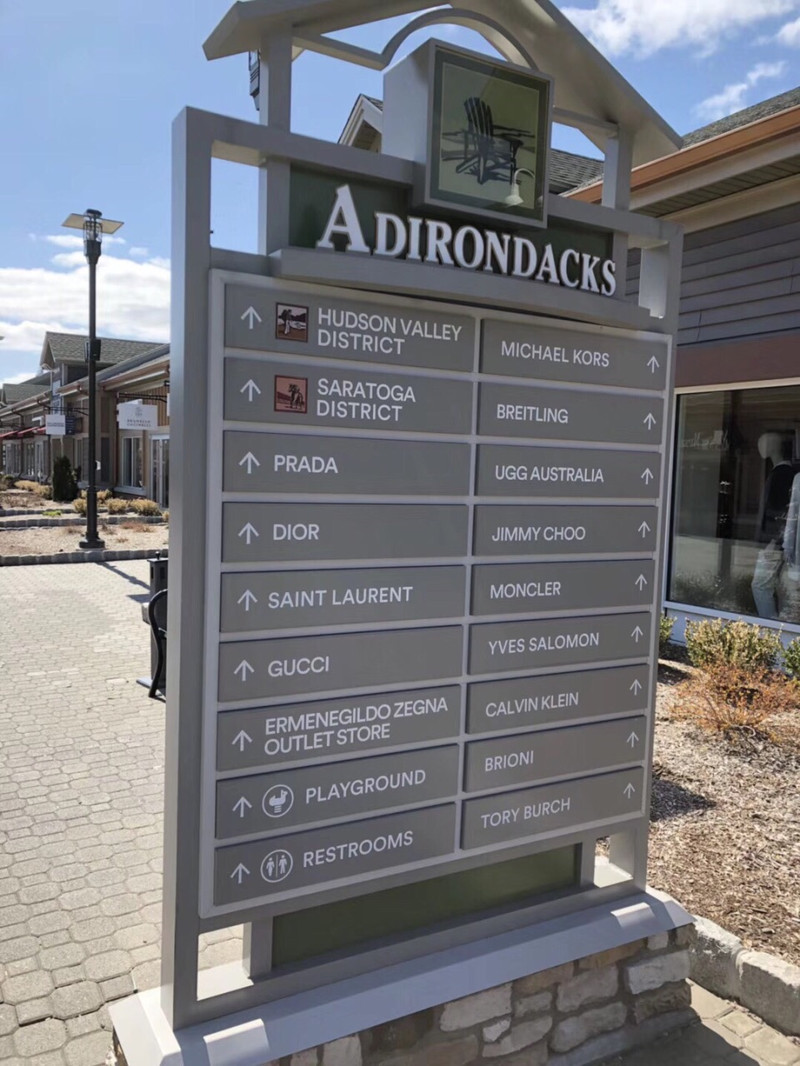 ADIRONDACKS
HUDSON VALLEY
DISTRICT
SARATOGA
DISTRICT
PRADA
DIOR
SAINT LAURENT
GUCCI
ERMENEGILDO ZEGNA
OUTLET STORE
PLAYGROUND
RESTROOMS
MICHAEL KORS
BREITLING
UGG AUSTRALIA
JIMMY CHOO
MONCLER
YVES SALOMON
CALVIN KLEIN
BRIONI
TORY BURCH